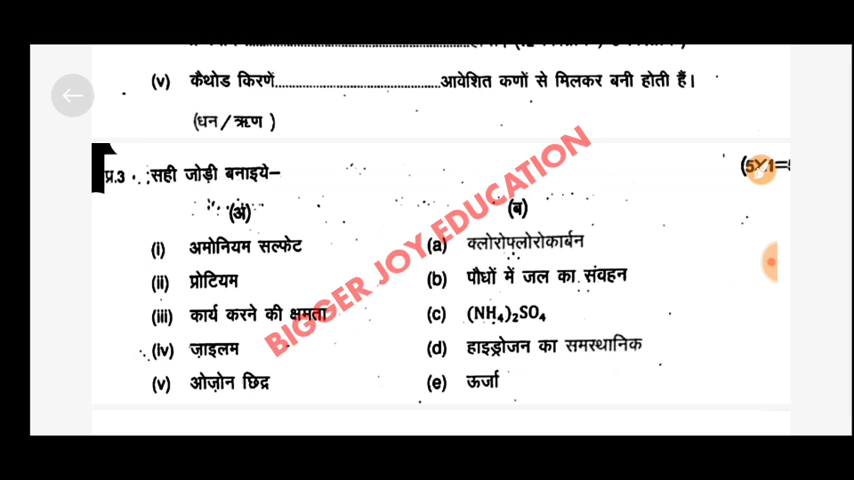 (v) कैथोड किरणें........................................आवेशित कणों से मिलकर बनी होती हैं।
(धन/ऋण )
प्र.3 सही जोड़ी बनाइये–
(5X1=
(अ) (ब)
(i) अमोनियम सल्फेट (a) क्लोरोफ्लोरोकार्बन
(ii) प्रोटियम (b) पौधों में जल का संवहन
(iii) कार्य करने की क्षमता (c) (NH₄)₂SO₄
(iv) ज़ाइलम (d) हाइड्रोजन का समस्थानिक
(v) ओज़ोन छिद्र (e) ऊर्जा
BIGGER JOY EDUCATION